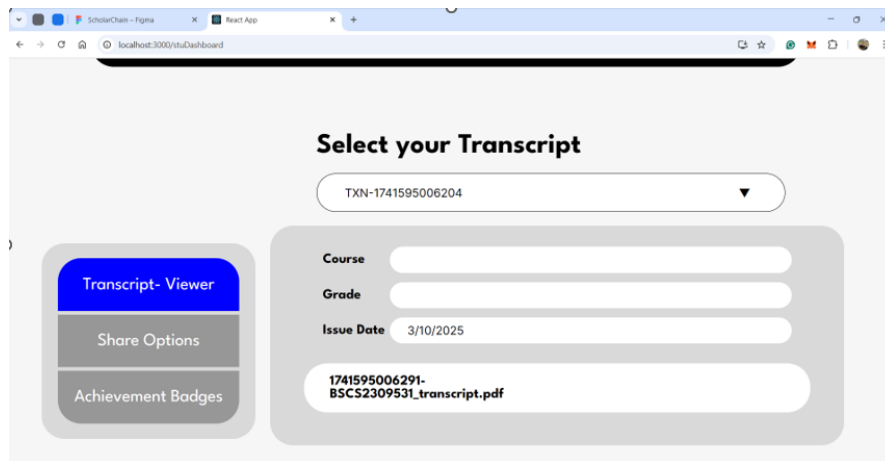 ScholarChain – Figma
React App
localhost:3000/stuDashboard
Select your Transcript
TXN-1741595006204
Transcript- Viewer
Share Options
Achievement Badges
Course
Grade
Issue Date 3/10/2025
1741595006291-
BSCS2309531_transcript.pdf